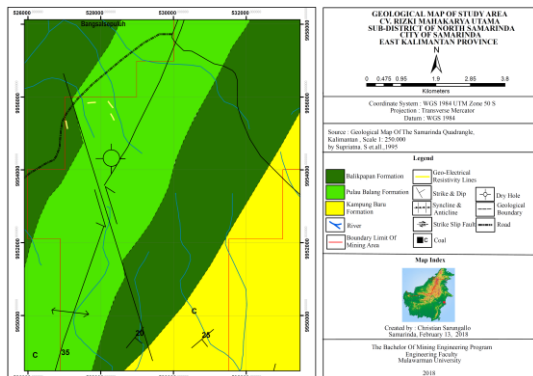 GEOLOGICAL MAP OF STUDY AREA
CV. RIZKI MAHAKARYA UTAMA
SUB-DISTRICT OF NORTH SAMARINDA
CITY OF SAMARINDA
EAST KALIMANTAN PROVINCE
N
0 0.475 0.95 1.9 2.85 3.8
Kilometers
Coordinate System : WGS 1984 UTM Zone 50 S
Projection : Transverse Mercator
Datum : WGS 1984
Source : Geological Map Of The Samarinda Quadrangle,
Kalimantan , Scale 1: 250.000
by Supriatna. S et.all.,1995
Legend
Balikpapan Formation
Pulau Balang Formation
Kampung Baru
Formation
River
Boundary Limit Of
Mining Area
Geo-Electrical
Resistivity Lines
Strike & Dip
Syncline &
Anticline
Strike Slip Fault
C Coal
Dry Hole
Geological
Boundary
Road
Map Index
Created by : Christian Sarungallo
Samarinda, February 13, 2018
The Bachelor Of Mining Engineering Program
Engineering Faculty
Mulawarman University
2018
C
35
25
C
25